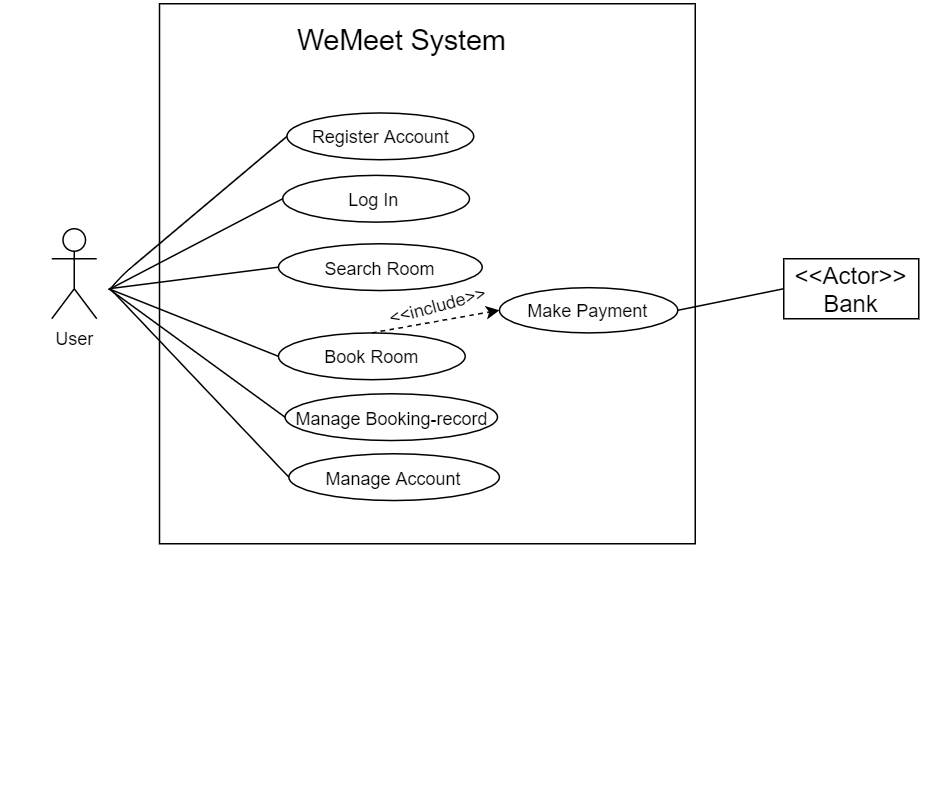 WeMeet System
Register Account
Log In
Search Room
<<include>>
Make Payment
<<Actor>>
Bank
User
Book Room
Manage Booking-record
Manage Account